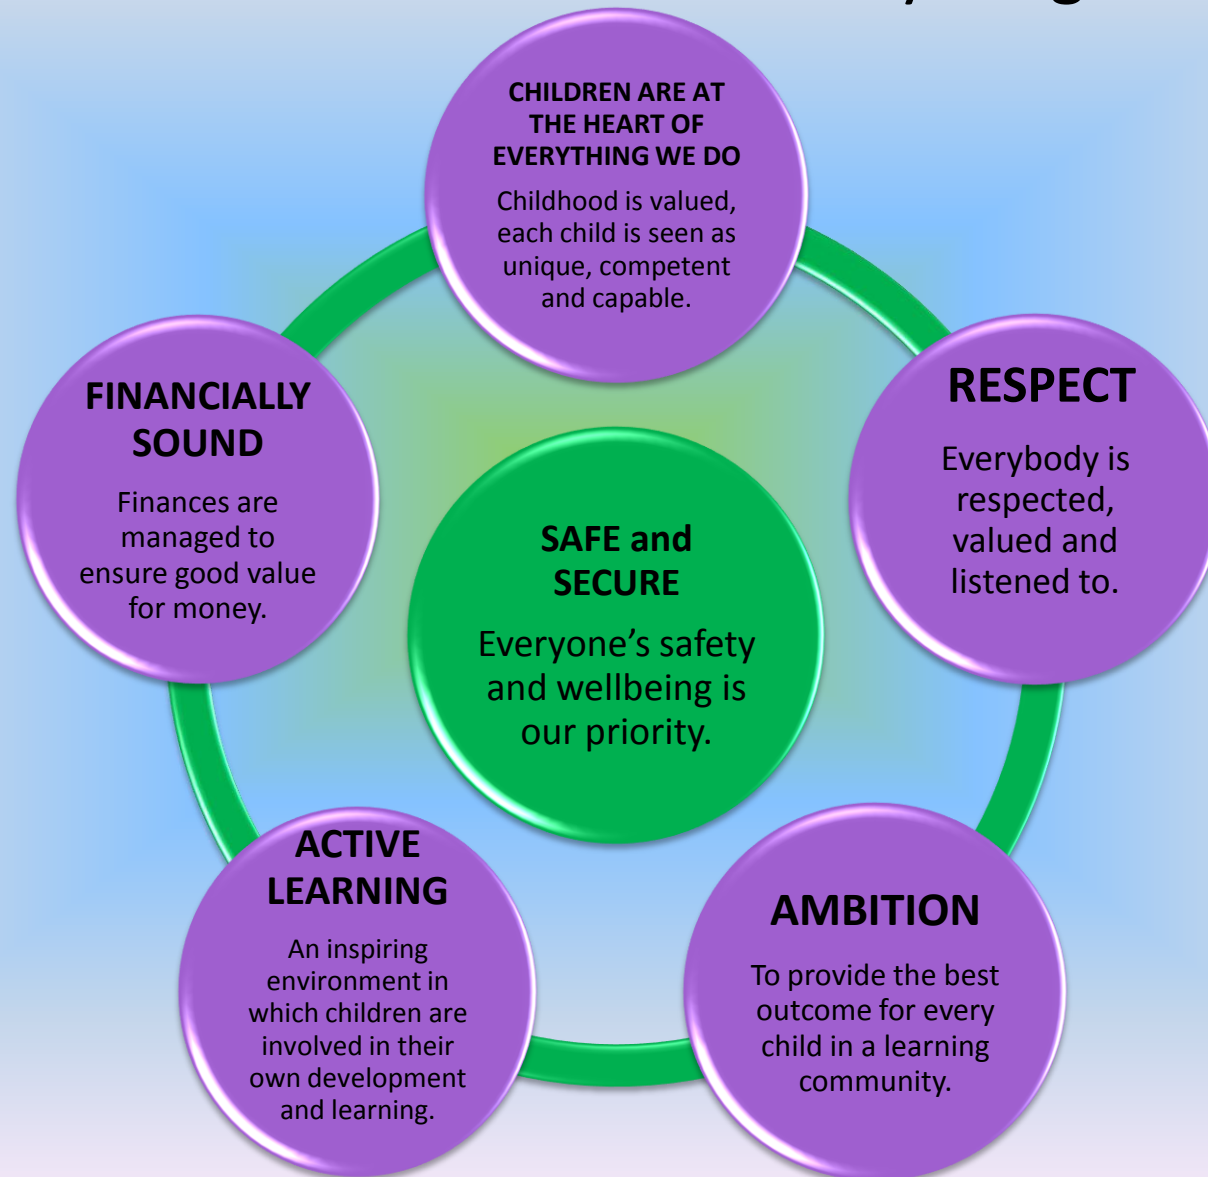 CHILDREN ARE AT
THE HEART OF
EVERYTHING WE DO
Childhood is valued,
each child is seen as
unique, competent
and capable.
RESPECT
Everybody is
respected,
valued and
listened to.
AMBITION
To provide the best
outcome for every
child in a learning
community.
ACTIVE
LEARNING
An inspiring
environment in
which children are
involved in their
own development
and learning.
FINANCIALLY
SOUND
Finances are
managed to
ensure good value
for money.
SAFE and
SECURE
Everyone’s safety
and wellbeing is
our priority.